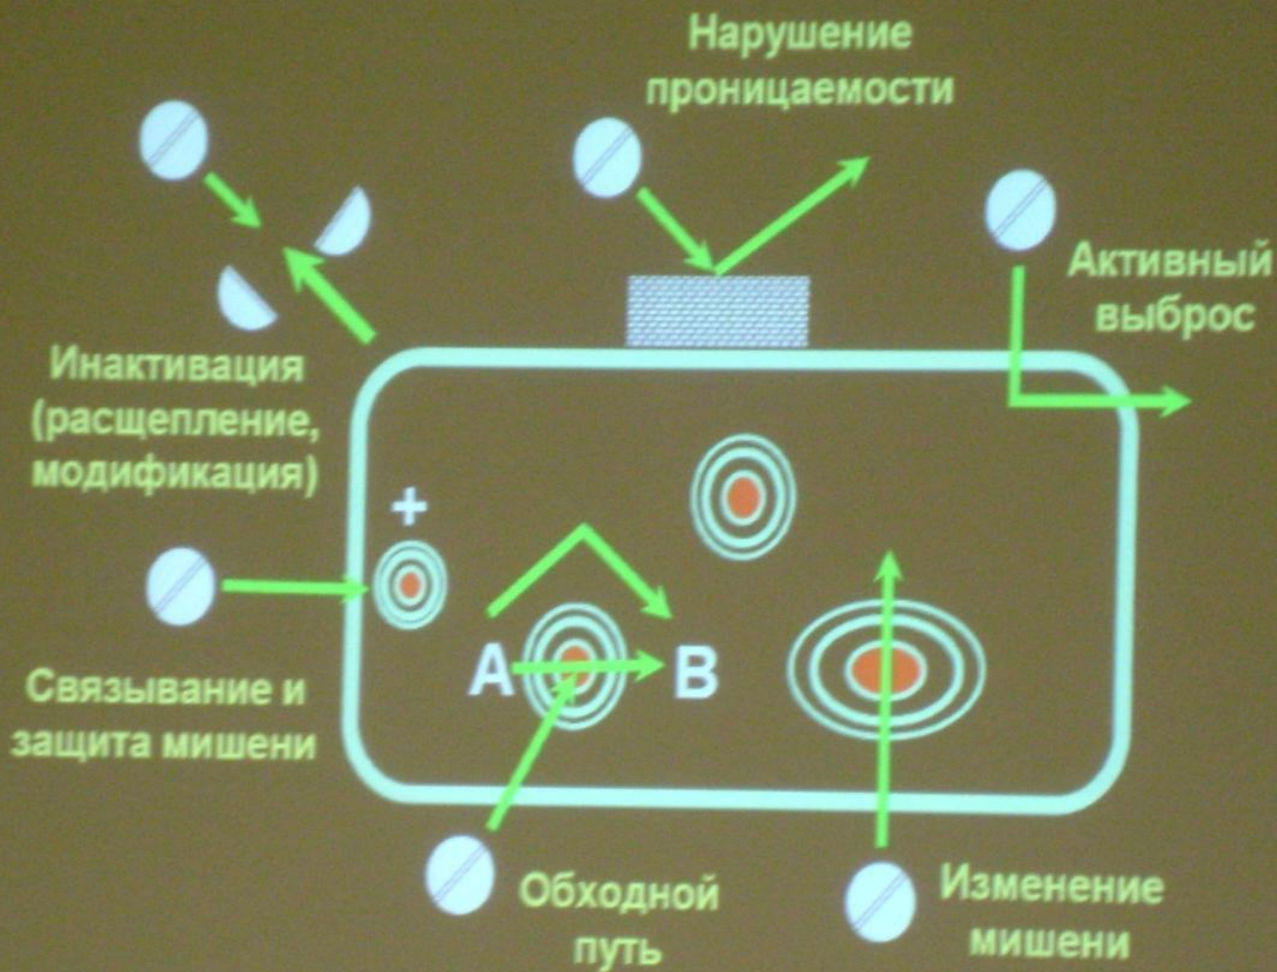 Нарушение
проницаемости
Активный
выброс
Инактивация
(расщепление,
модификация)
+
Связывание и
защита мишени
A
B
Обходной
путь
Изменение
мишени